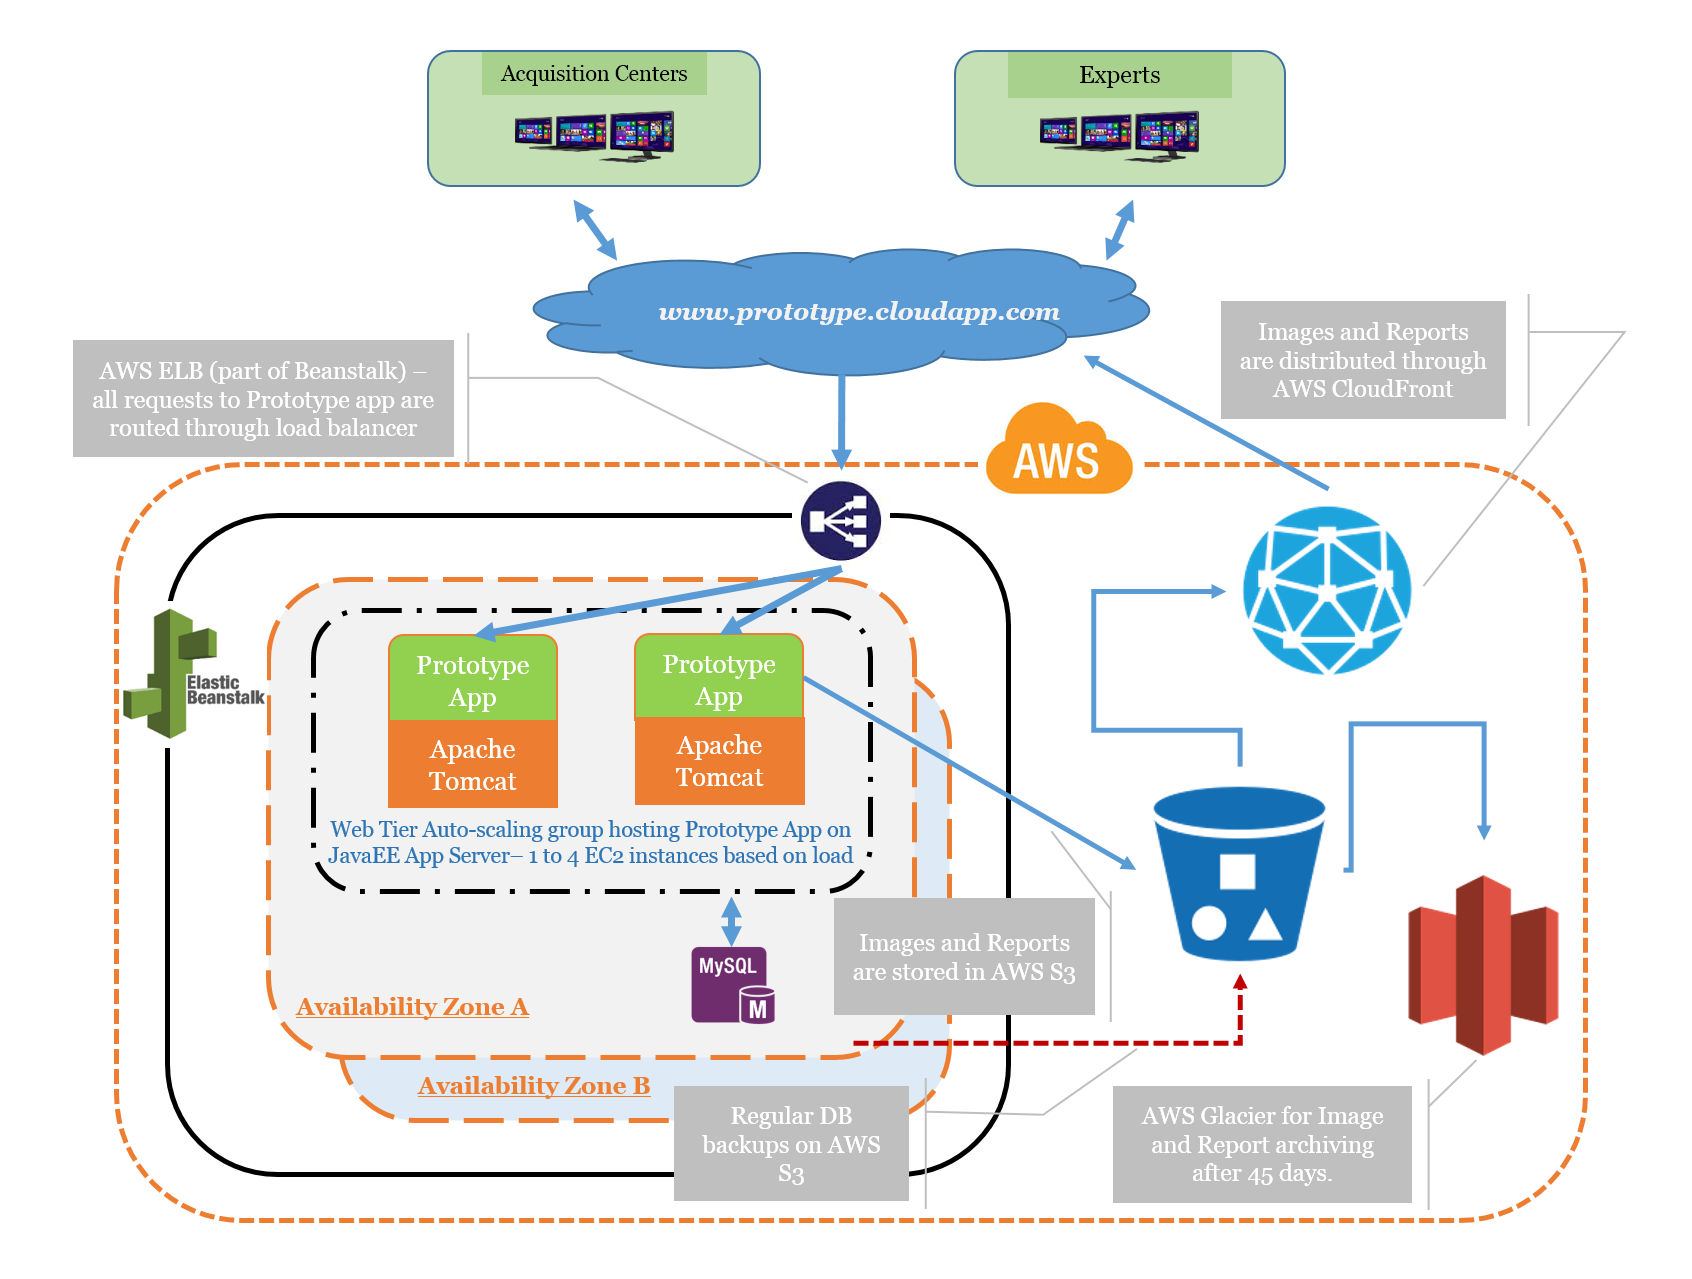 Acquisition Centers
Experts
www.prototype.cloudapp.com
Images and Reports
are distributed through
AWS CloudFront
AWS ELB (part of Beanstalk) –
all requests to Prototype app are
routed through load balancer
AWS
Elastic
Beanstalk
Prototype
App
Apache
Tomcat
Prototype
App
Apache
Tomcat
Web Tier Auto-scaling group hosting Prototype App on
JavaEE App Server– 1 to 4 EC2 instances based on load
MySQL
M
Images and Reports
are stored in AWS S3
Availability Zone A
Availability Zone B
Regular DB
backups on AWS
S3
AWS Glacier for Image
and Report archiving
after 45 days.